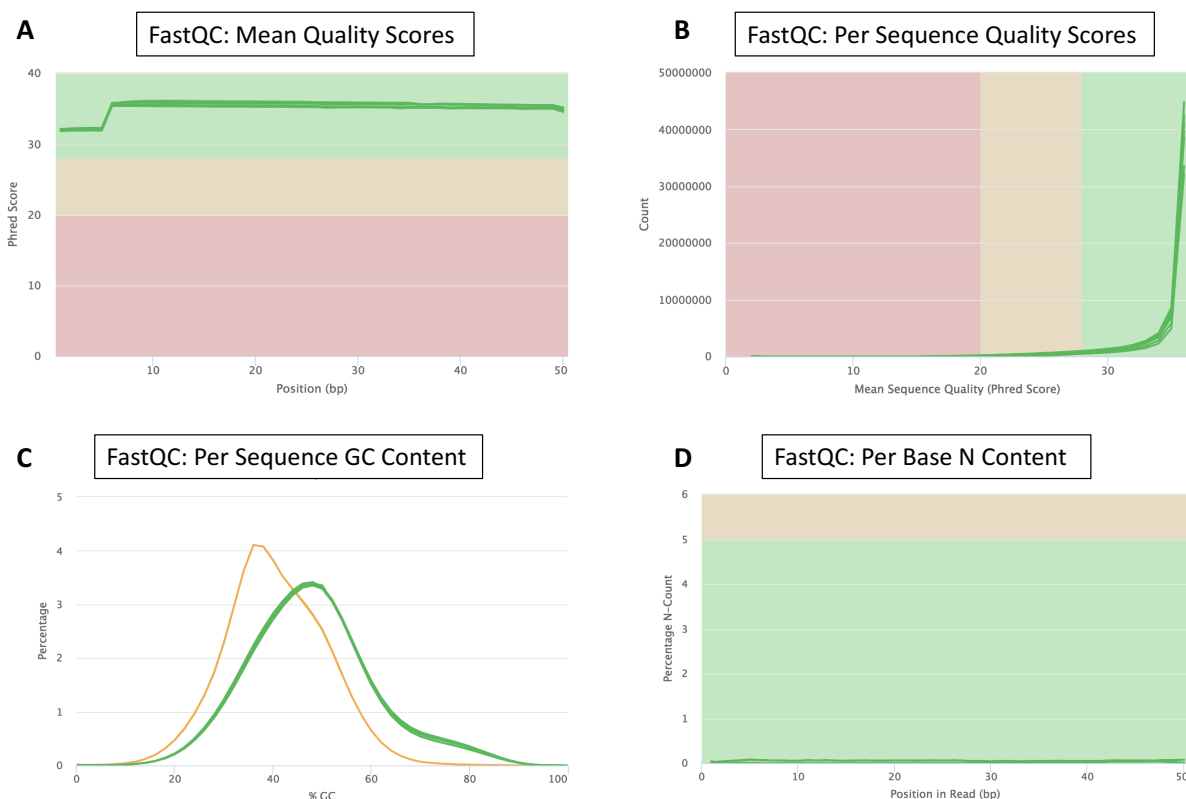 A
FastQC: Mean Quality Scores
40
30
20
10
0
Phred Score
10
20
30
40
50
Position (bp)
B
FastQC: Per Sequence Quality Scores
50000000
40000000
30000000
20000000
10000000
0
Count
0
10
20
30
Mean Sequence Quality (Phred Score)
C
FastQC: Per Sequence GC Content
5
4
3
2
1
0
Percentage
0
20
40
60
80
100
% GC
D
FastQC: Per Base N Content
6
5
4
3
2
1
0
Percentage N-Count
0
10
20
30
40
50
Position in Read (bp)